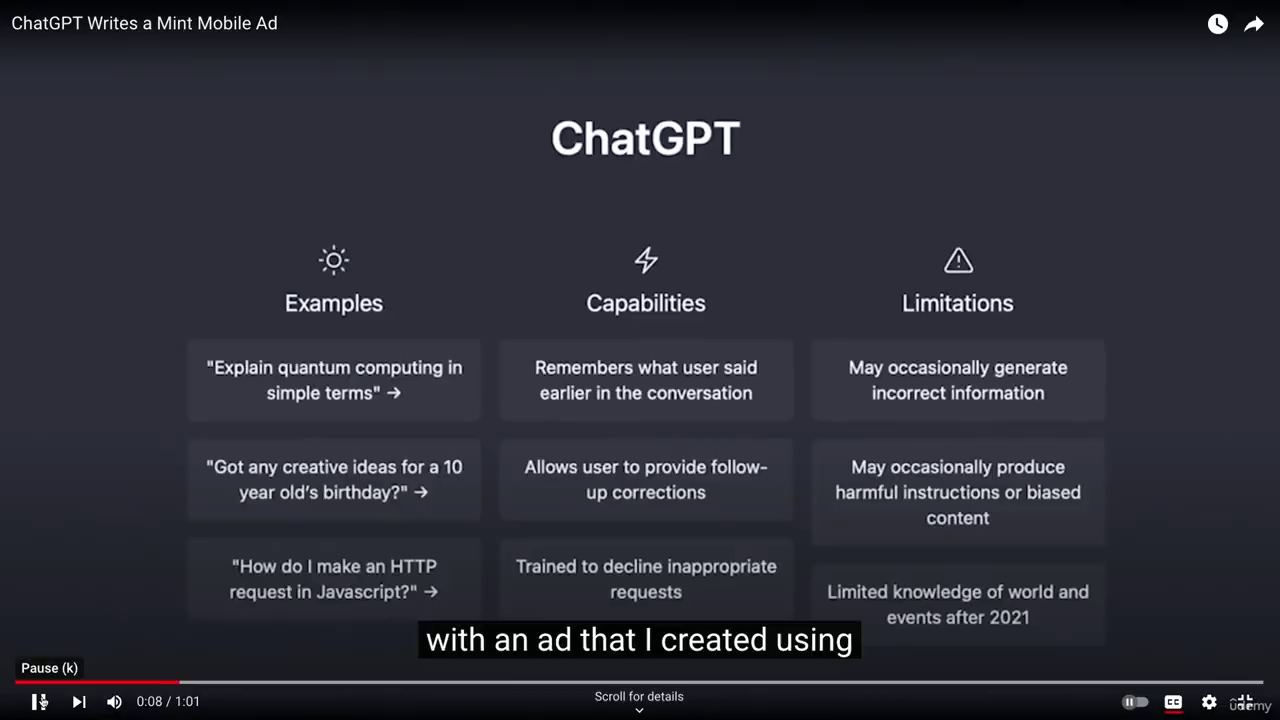 ChatGPT Writes a Mint Mobile Ad
ChatGPT
Examples
Capabilities
Limitations
"Explain quantum computing in
simple terms" →
Remembers what user said
earlier in the conversation
May occasionally generate
incorrect information
"Got any creative ideas for a 10
year old's birthday?" →
Allows user to provide follow-
up corrections
May occasionally produce
harmful instructions or biased
content
"How do I make an HTTP
request in Javascript?" →
Trained to decline inappropriate
requests
Limited knowledge of world and
events after 2021
with an ad that I created using
Pause (k)
0:08 / 1:01
Scroll for details
CC
udemy